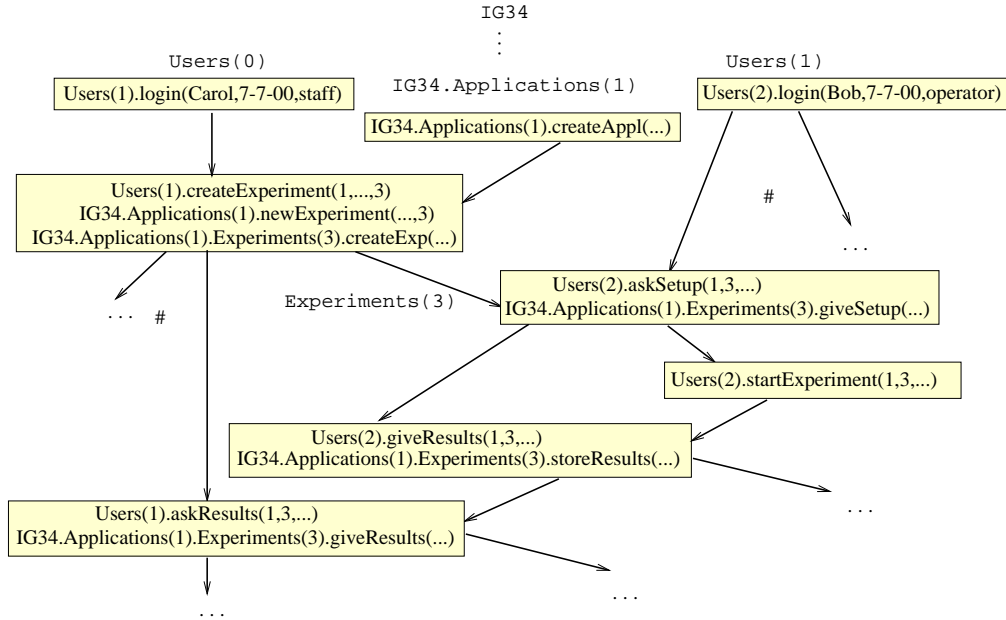 IG34
⋮
Users(0)
Users(1)
IG34.Applications(1)
Users(1).login(Carol,7-7-00,staff)
Users(2).login(Bob,7-7-00,operator)
IG34.Applications(1).createAppl(...)
Users(1).createExperiment(1,...,3)
IG34.Applications(1).newExperiment(...,3)
IG34.Applications(1).Experiments(3).createExp(...)
#
...
Users(2).askSetup(1,3,...)
IG34.Applications(1).Experiments(3).giveSetup(...)
Experiments(3)
... #
Users(2).startExperiment(1,3,...)
Users(2).giveResults(1,3,...)
IG34.Applications(1).Experiments(3).storeResults(...)
...
Users(1).askResults(1,3,...)
IG34.Applications(1).Experiments(3).giveResults(...)
...
...